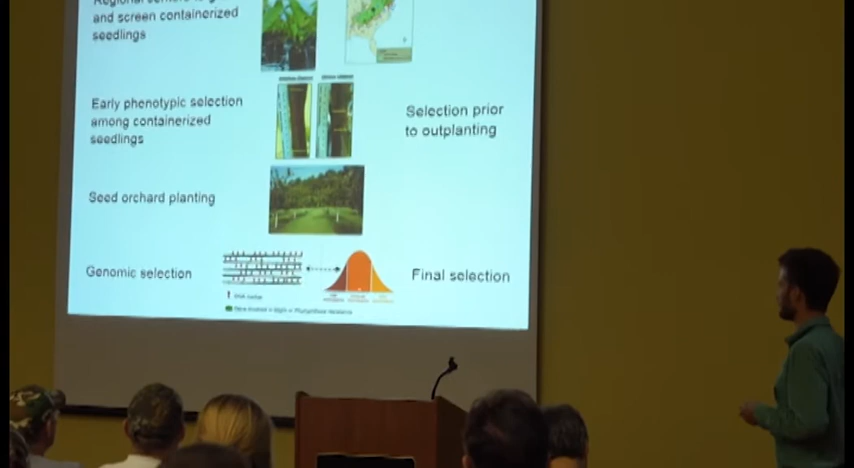 and screen containerized
seedlings
Early phenotypic selection
among containerized
seedlings
Selection prior
to outplanting
Seed orchard planting
Genomic selection
Final selection